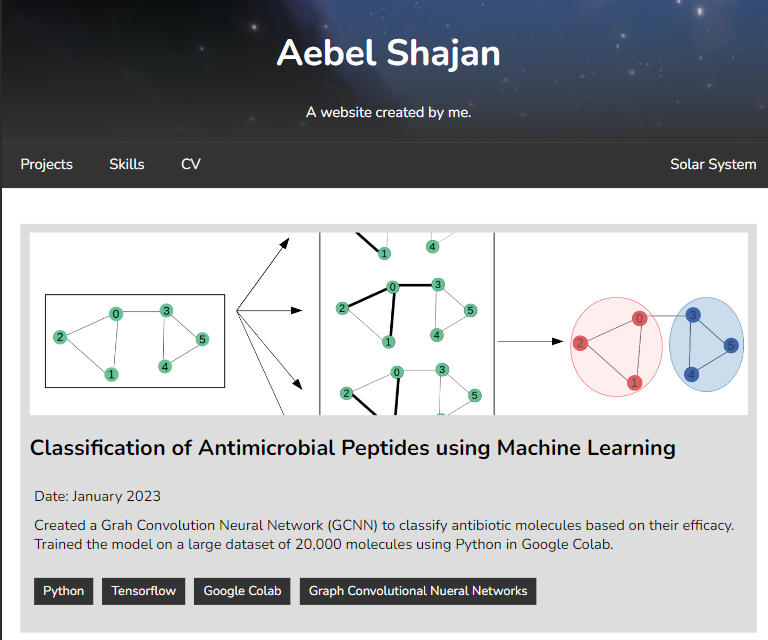 Aebel Shajan
A website created by me.
Projects Skills CV Solar System
1 4
0 3
2 5
1 4
0 3
2 5
1 4
0 3
2 5
1 4
0 3
2 5
1 4
Classification of Antimicrobial Peptides using Machine Learning
Date: January 2023
Created a Grah Convolution Neural Network (GCNN) to classify antibiotic molecules based on their efficacy.
Trained the model on a large dataset of 20,000 molecules using Python in Google Colab.
Python Tensorflow Google Colab Graph Convolutional Nueral Networks